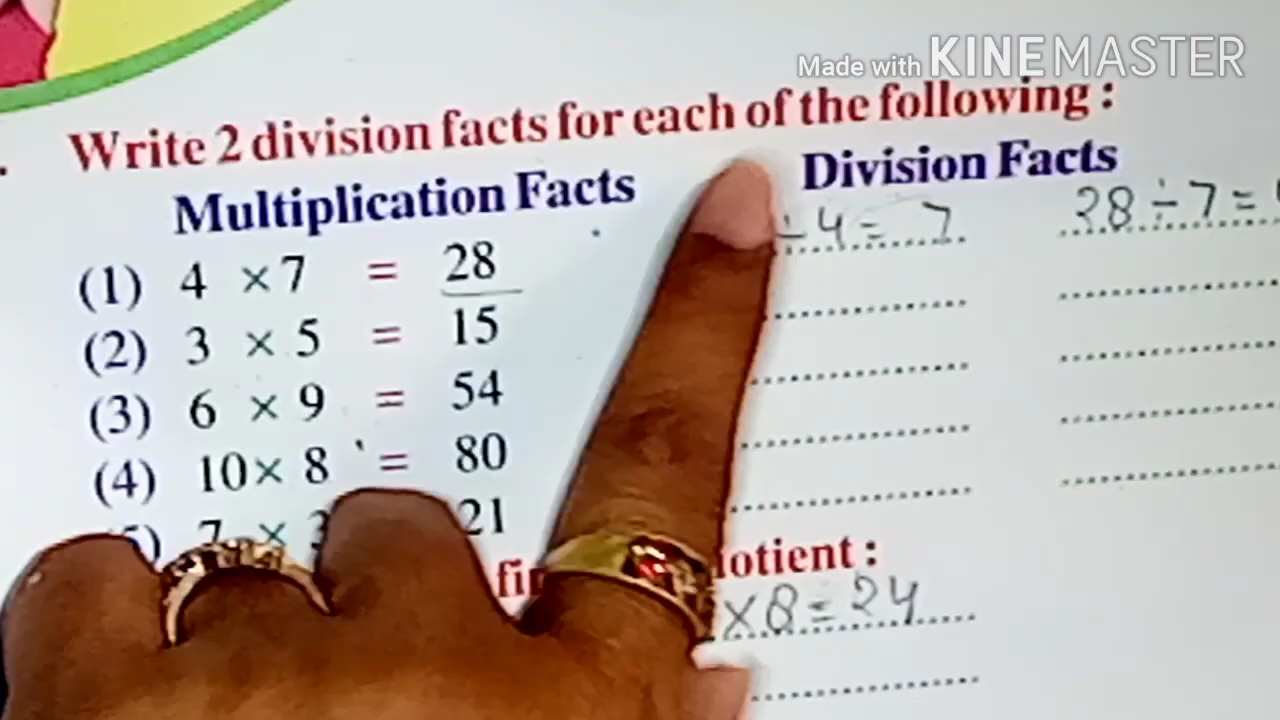 Made with KINEMASTER
Write 2 division facts for each of the following :
Multiplication Facts Division Facts
(1) 4 × 7 = 28 ÷ 4 = 7 28 ÷ 7 =
(2) 3 × 5 = 15
(3) 6 × 9 = 54
(4) 10 × 8 = 80
7 × 3 21
× 8 = 24